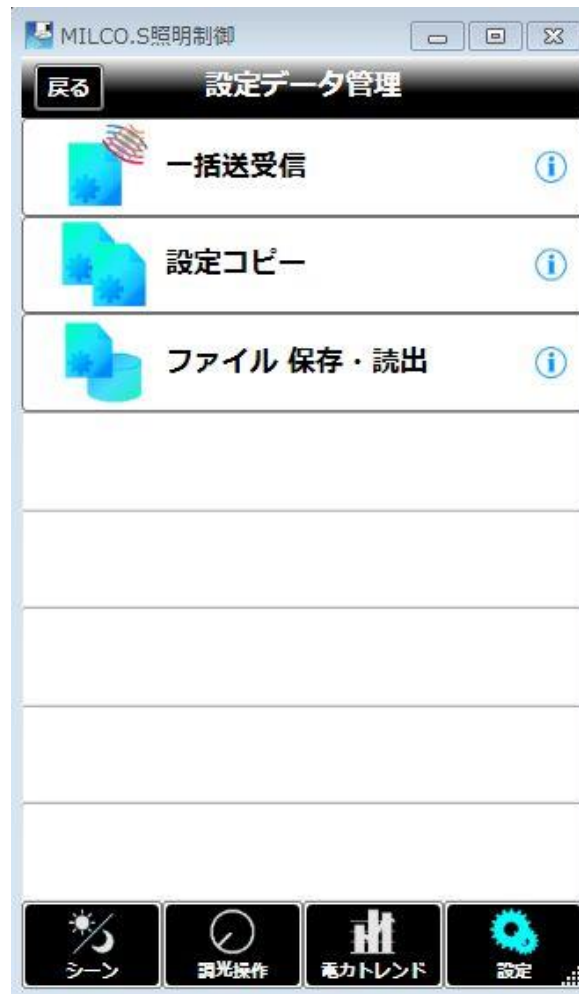 MILCO.S照明制御
戻る 設定データ管理
一括送受信
設定コピー
ファイル 保存・読出
シーン 調光操作 電力トレンド 設定